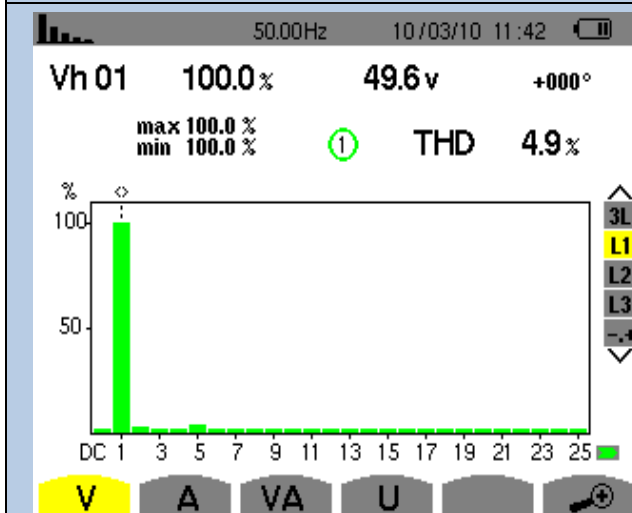 50.00Hz 10/03/10 11:42
Vh 01 100.0 % 49.6 v +000°
max 100.0 %
min 100.0 %
1 THD 4.9 %
%
100
50
3L
L1
L2
L3
-.+
DC 1 3 5 7 9 11 13 15 17 19 21 23 25
V A VA U